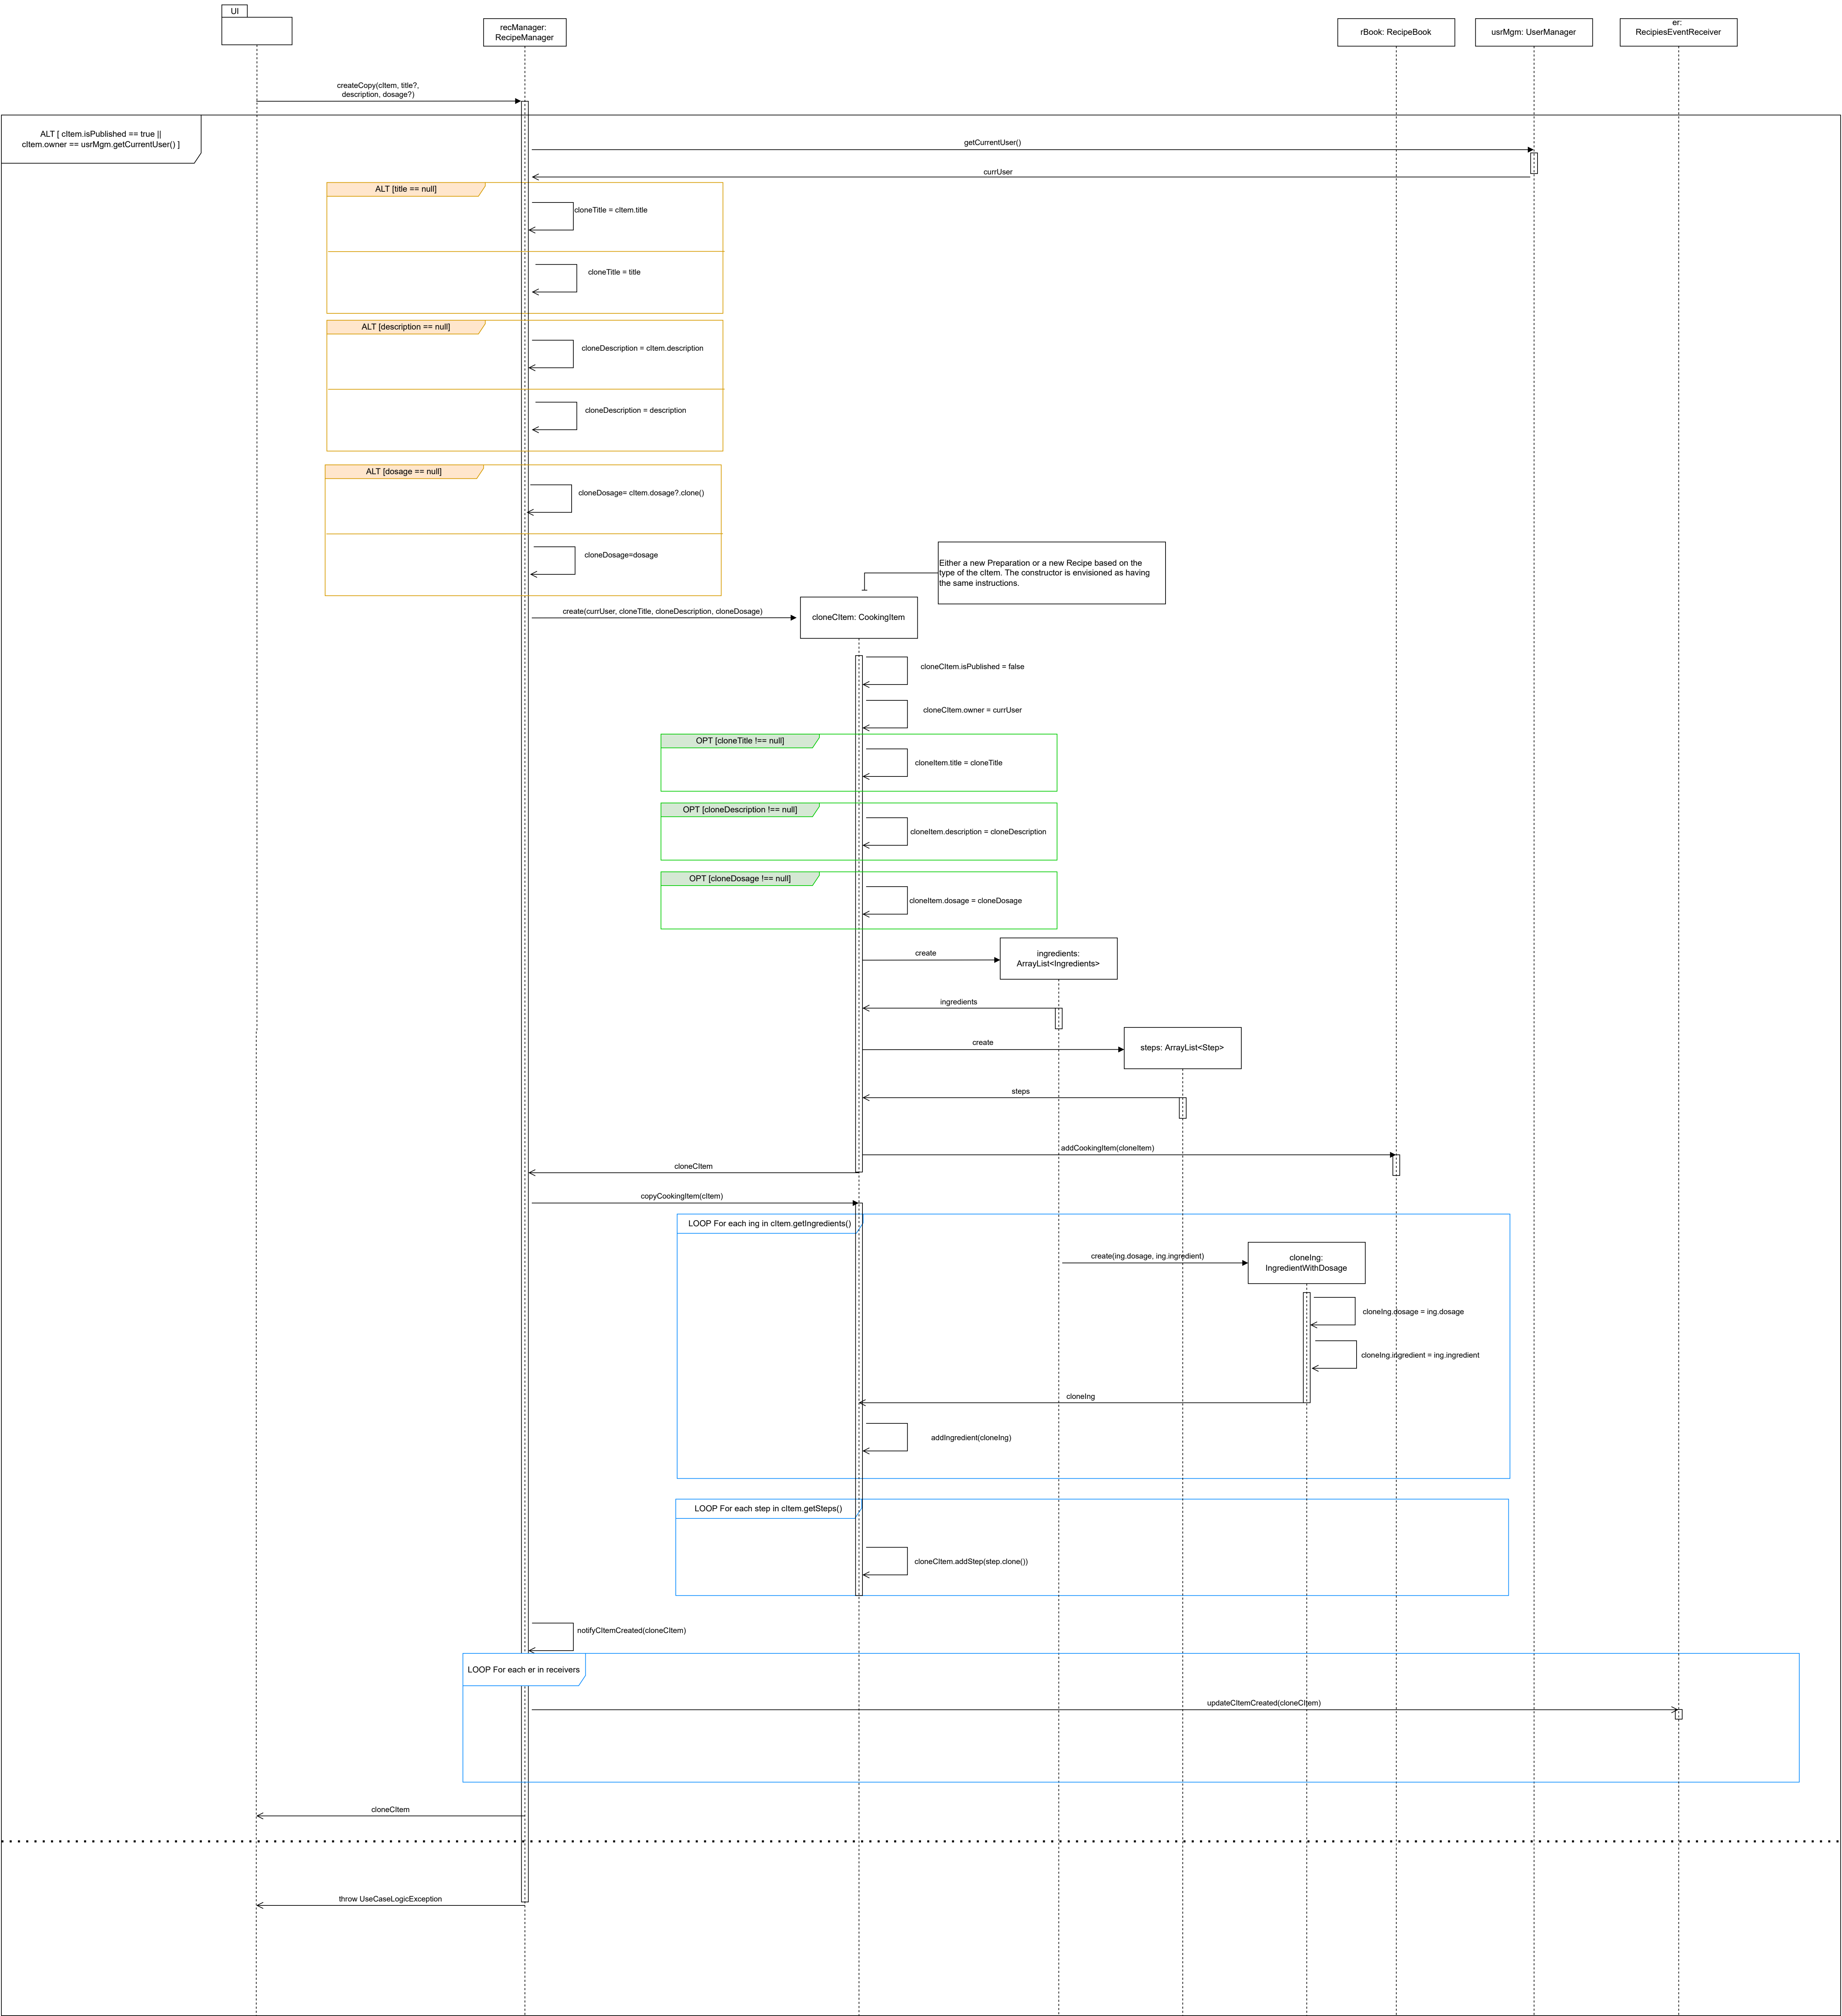 UI
recManager:
RecipeManager
rBook: RecipeBook
usrMgm: UserManager
er:
RecipiesEventReceiver
createCopy(cItem, title?,
description, dosage?)
ALT [ cItem.isPublished == true ||
cItem.owner == usrMgm.getCurrentUser() ]
getCurrentUser()
currUser
ALT [title == null]
cloneTitle = cItem.title
cloneTitle = title
ALT [description == null]
cloneDescription = cItem.description
cloneDescription = description
ALT [dosage == null]
cloneDosage= cItem.dosage?.clone()
cloneDosage=dosage
Either a new Preparation or a new Recipe based on the
type of the cItem. The constructor is envisioned as having
the same instructions.
create(currUser, cloneTitle, cloneDescription, cloneDosage)
cloneCItem: CookingItem
cloneCItem.isPublished = false
cloneCItem.owner = currUser
OPT [cloneTitle !== null]
cloneItem.title = cloneTitle
OPT [cloneDescription !== null]
cloneItem.description = cloneDescription
OPT [cloneDosage !== null]
cloneItem.dosage = cloneDosage
create
ingredients:
ArrayList<Ingredients>
ingredients
create
steps: ArrayList<Step>
steps
addCookingItem(cloneItem)
cloneCItem
copyCookingItem(cItem)
LOOP For each ing in cItem.getIngredients()
create(ing.dosage, ing.ingredient)
cloneIng:
IngredientWithDosage
cloneIng.dosage = ing.dosage
cloneIng.ingredient = ing.ingredient
cloneIng
addIngredient(cloneIng)
LOOP For each step in cItem.getSteps()
cloneCItem.addStep(step.clone())
notifyCItemCreated(cloneCItem)
LOOP For each er in receivers
updateCItemCreated(cloneCItem)
cloneCItem
throw UseCaseLogicException